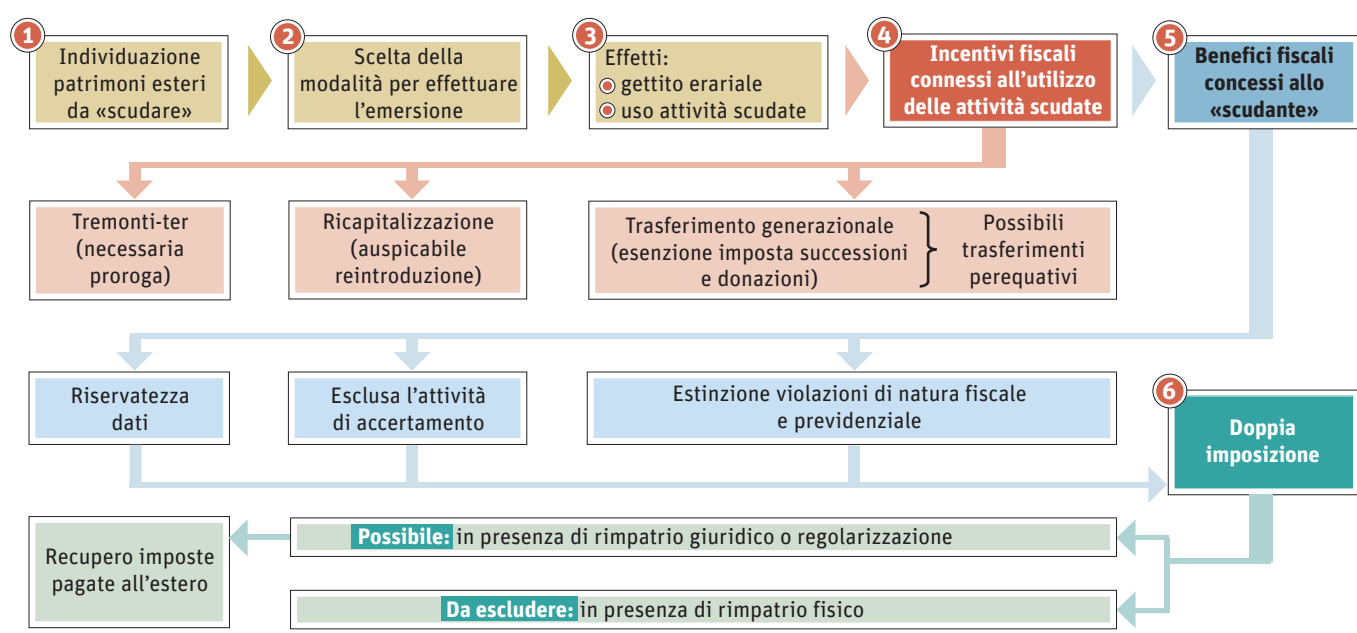 1
Individuazione
patrimoni esteri
da «scudare»
2
Scelta della
modalità per effettuare
l’emersione
3
Effetti:
gettito erariale
uso attività scudate
4
Incentivi fiscali
connessi all’utilizzo
delle attività scudate
5
Benefici fiscali
concessi allo
«scudante»
Tremonti-ter
(necessaria
proroga)
Ricapitalizzazione
(auspicabile
reintroduzione)
Trasferimento generazionale
(esenzione imposta successioni
e donazioni)
Possibili
trasferimenti
perequativi
Riservatezza
dati
Esclusa l’attività
di accertamento
Estinzione violazioni di natura fiscale
e previdenziale
6
Doppia
imposizione
Recupero imposte
pagate all’estero
Possibile: in presenza di rimpatrio giuridico o regolarizzazione
Da escludere: in presenza di rimpatrio fisico